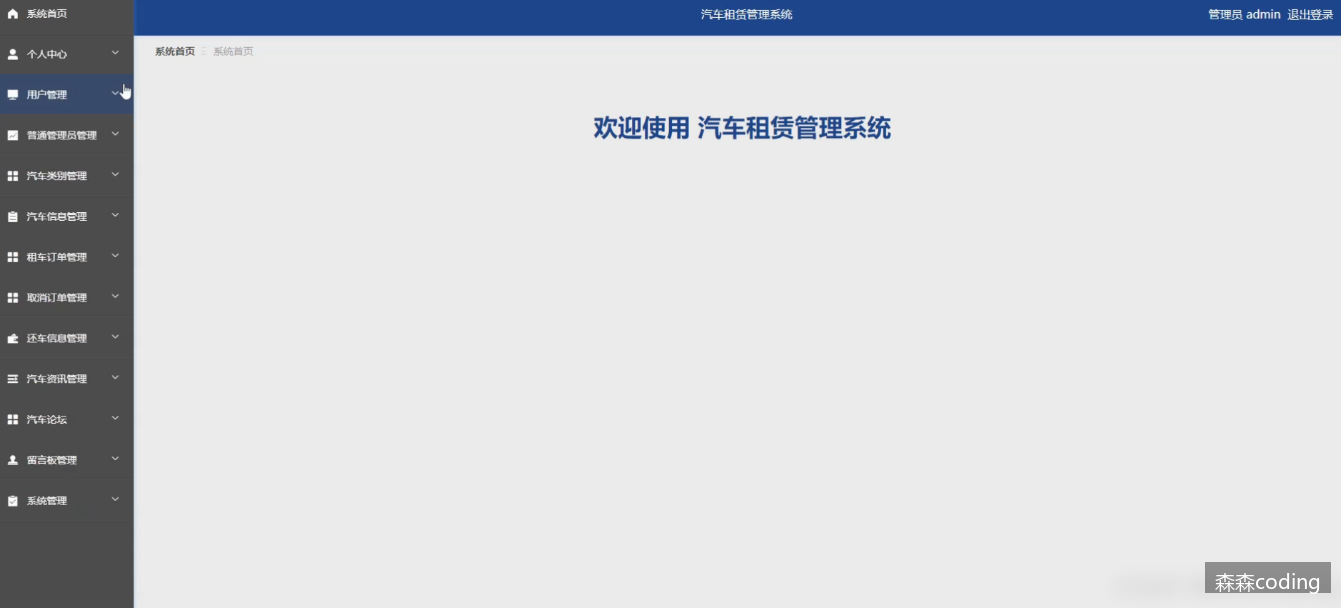 系统首页
汽车租赁管理系统
管理员 admin 退出登录
个人中心
系统首页 系统首页
用户管理
欢迎使用 汽车租赁管理系统
普通管理员管理
汽车类别管理
汽车信息管理
租车订单管理
取消订单管理
还车信息管理
汽车资讯管理
汽车论坛
留言板管理
系统管理
森森coding